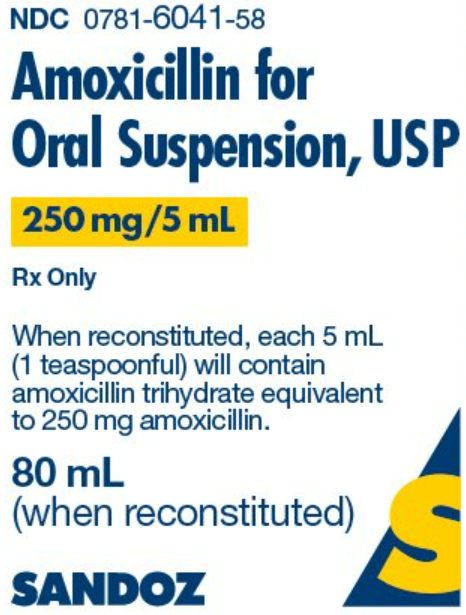 NDC 0781-6041-58
Amoxicillin for
Oral Suspension, USP
250 mg/5 mL
Rx Only
When reconstituted, each 5 mL
(1 teaspoonful) will contain
amoxicillin trihydrate equivalent
to 250 mg amoxicillin.
80 mL
(when reconstituted)
S
SANDOZ